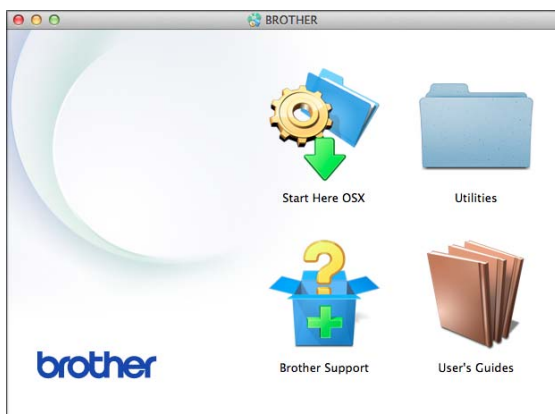 BROTHER
Start Here OSX
Utilities
Brother Support
User's Guides
brother